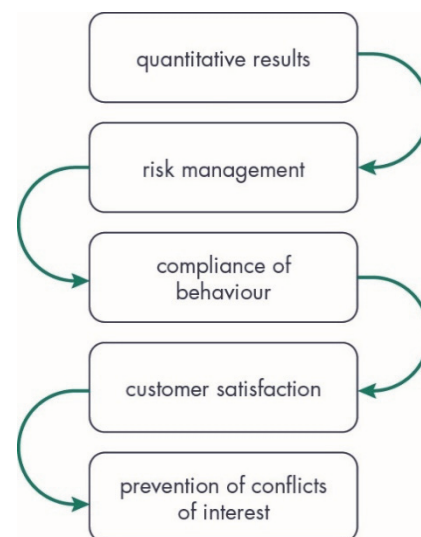 quantitative results
risk management
compliance of
behaviour
customer satisfaction
prevention of conflicts
of interest